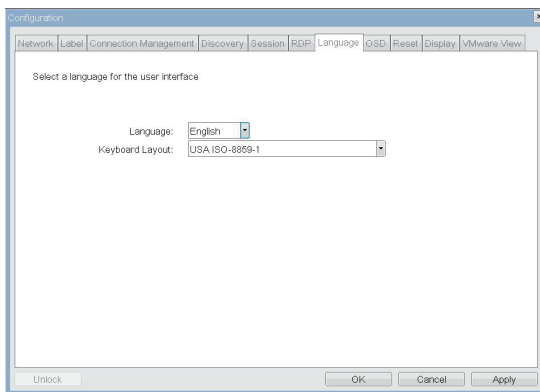 Configuration
Network Label Connection Management Discovery Session RDP Language OSD Reset Display VMware View
Select a language for the user interface
Language: English
Keyboard Layout: USA ISO-8859-1
Unlock OK Cancel Apply